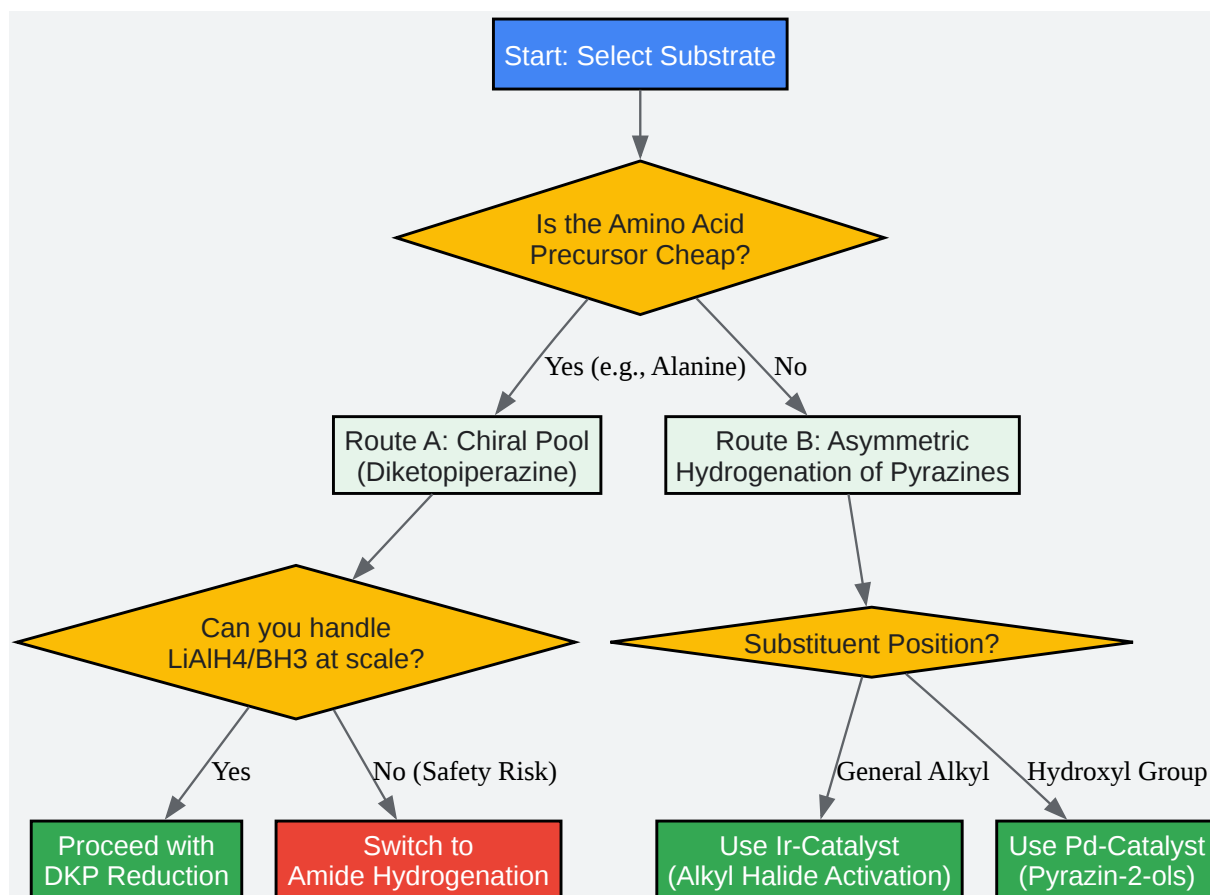 Start: Select Substrate
Is the Amino Acid
Precursor Cheap?
Yes (e.g., Alanine)
No
Route A: Chiral Pool
(Diketopiperazine)
Route B: Asymmetric
Hydrogenation of Pyrazines
Can you handle
LiAlH4/BH3 at scale?
Substituent Position?
Yes
No (Safety Risk)
General Alkyl
Hydroxyl Group
Proceed with
DKP Reduction
Switch to
Amide Hydrogenation
Use Ir-Catalyst
(Alkyl Halide Activation)
Use Pd-Catalyst
(Pyrazin-2-ols)